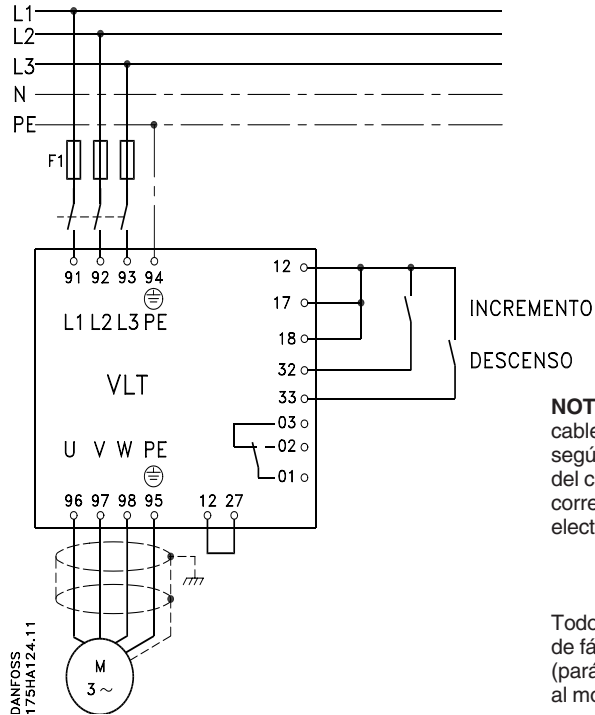 L1
L2
L3
N
PE
F1
91 92 93 94
L1 L2 L3 PE
VLT
U V W PE
96 97 98 95
12 27
12
17
18
32
33
03
02
01
INCREMENTO
DESCENSO
M
3~
DANFOSS
175HA124.11
NOT
cable
según
del c
corre
elect
Todo
de fá
(pará
al mo